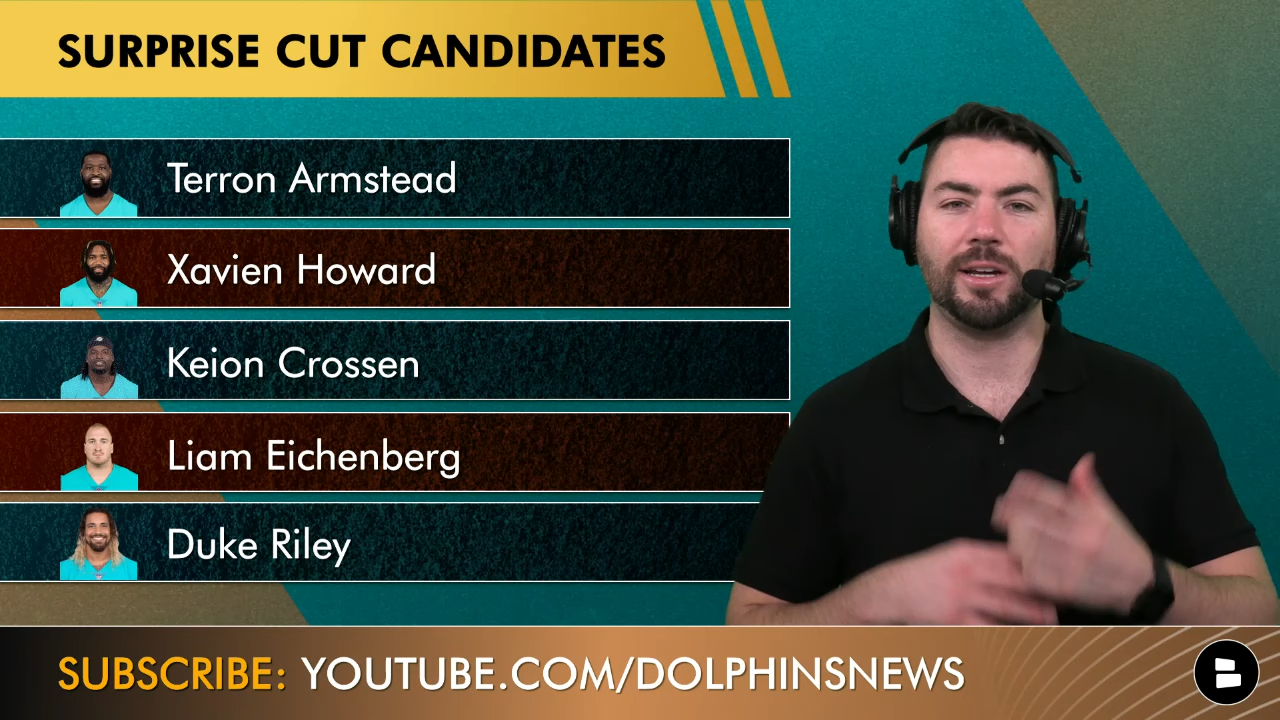 SURPRISE CUT CANDIDATES
Terron Armstead
Xavien Howard
Keion Crossen
Liam Eichenberg
Duke Riley
SUBSCRIBE: YOUTUBE.COM/DOLPHINSNEWS